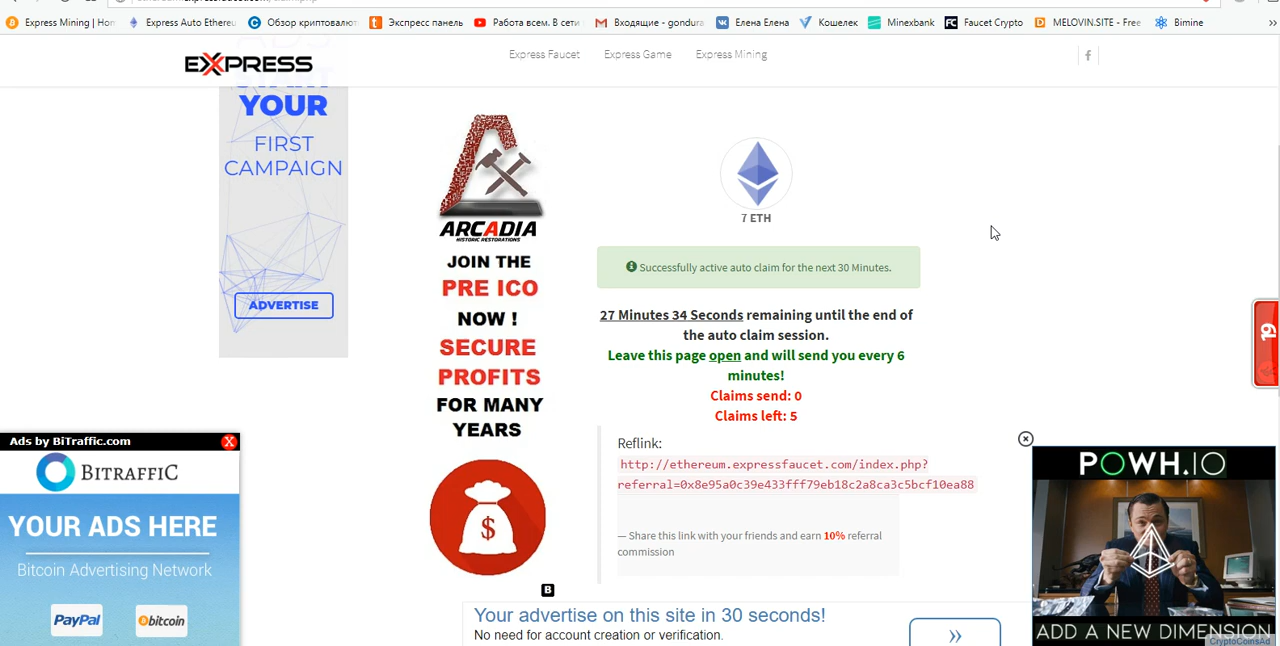 Express Mining | Hom
Express Auto Ethereu
Обзор криптовалют
Экспресс панель
Работа всем. В сети
Входящие - gondura
Елена Елена
Кошелек
Minexbank
Faucet Crypto
MELOVIN.SITE - Free
Bimine
»
EXPRESS
Express Faucet
Express Game
Express Mining
f
ADS
START
YOUR
FIRST
CAMPAIGN
ADVERTISE
ARCADIA
HISTORIC RESTORATIONS
JOIN THE
PRE ICO
NOW !
SECURE
PROFITS
FOR MANY
YEARS
$
7 ETH
Successfully active auto claim for the next 30 Minutes.
27 Minutes 34 Seconds remaining until the end of
the auto claim session.
Leave this page open and will send you every 6
minutes!
Claims send: 0
Claims left: 5
Reflink:
http://ethereum.expressfaucet.com/index.php?
referral=0x8e95a0c39e433fff79eb18c2a8ca3c5bcf10ea88
— Share this link with your friends and earn 10% referral
commission
61
Ads by BiTraffic.com
X
BITRAFFIC
YOUR ADS HERE
Bitcoin Advertising Network
PayPal
bitcoin
B
Your advertise on this site in 30 seconds!
No need for account creation or verification.
»
POWH.IO
ADD A NEW DIMENSION
CryptoCoinsAd